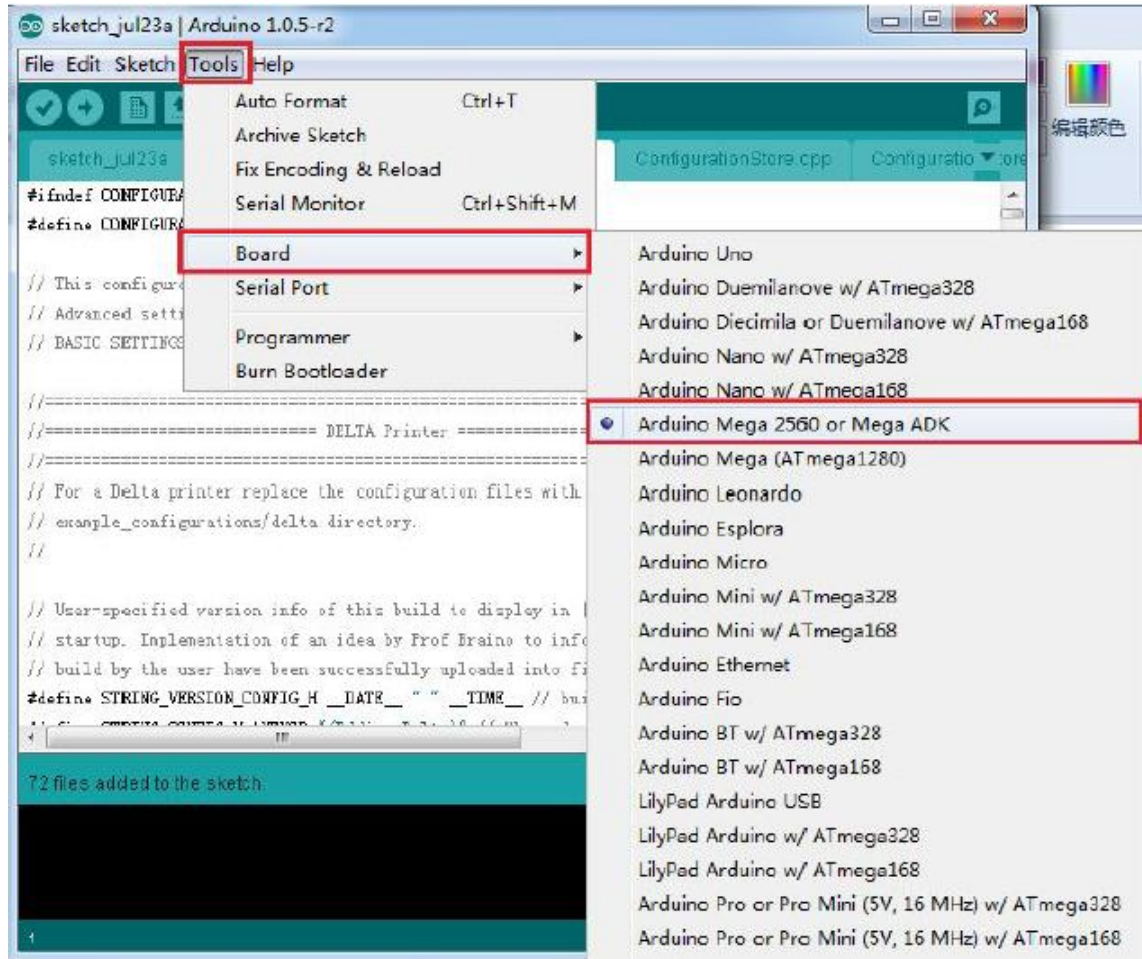 sketch_jul23a | Arduino 1.0.5-r2
File Edit Sketch Tools Help
编辑颜色
sketch_jul23a
ConfigurationStore.cpp
Configuratio
ore
Auto Format Ctrl+T
Archive Sketch
Fix Encoding & Reload
Serial Monitor Ctrl+Shift+M
Board
Serial Port
Programmer
Burn Bootloader
Arduino Uno
Arduino Duemilanove w/ ATmega328
Arduino Diecimila or Duemilanove w/ ATmega168
Arduino Nano w/ ATmega328
Arduino Nano w/ ATmega168
Arduino Mega 2560 or Mega ADK
Arduino Mega (ATmega1280)
Arduino Leonardo
Arduino Esplora
Arduino Micro
Arduino Mini w/ ATmega328
Arduino Mini w/ ATmega168
Arduino Ethernet
Arduino Fio
Arduino BT w/ ATmega328
Arduino BT w/ ATmega168
LilyPad Arduino USB
LilyPad Arduino w/ ATmega328
LilyPad Arduino w/ ATmega168
Arduino Pro or Pro Mini (5V, 16 MHz) w/ ATmega328
Arduino Pro or Pro Mini (5V, 16 MHz) w/ ATmega168
#ifndef CONFIGURA
#define CONFIGURA
// This configur
// Advanced setti
// BASIC SETTINGS
//=====================================================
//============================ DELTA Printer =============
//=====================================================
// For a Delta printer replace the configuration files with
// example_configurations/delta directory.
//
// User-specified version info of this build to display in [
// startup. Implementation of an idea by Prof Braino to info
// build by the user have been successfully uploaded into fi
#define STRING_VERSION_CONFIG_H __DATE__ " " __TIME__ // bui
72 files added to the sketch.